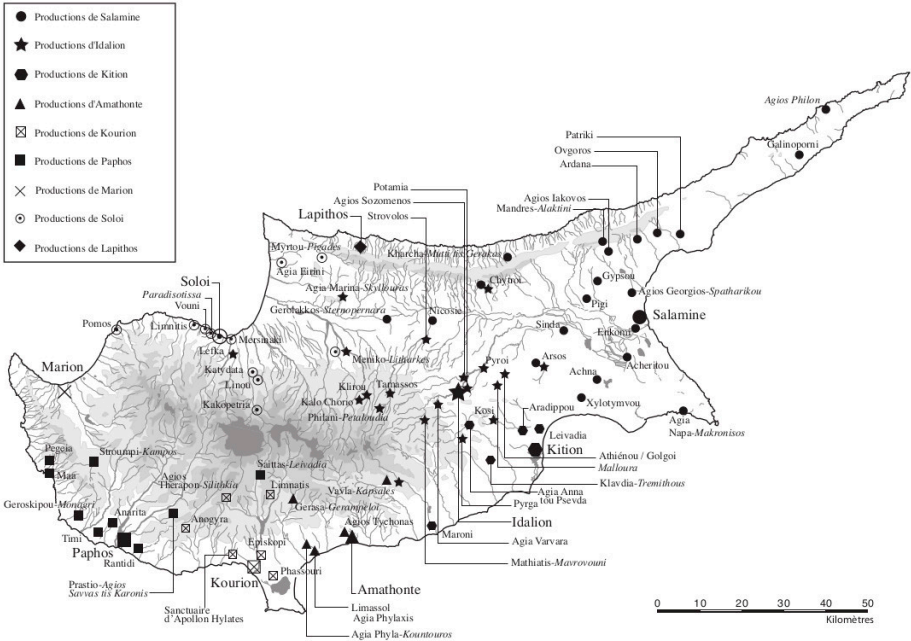 Productions de Salamine
Productions d'Idalion
Productions de Kition
Productions d'Amathonte
Productions de Kourion
Productions de Paphos
Productions de Marion
Productions de Soloi
Productions de Lapithos
Agios Philon
Galinoporni
Patriki
Ovgoros
Ardana
Agios Iakovos
Mandres-Alaktini
Potamia
Agios Sozomenos
Strovolos
Lapithos
Kharcha-Mutti tis Gerakas
Myrtou-Pigades
Agia Eirini
Chytroi
Gypsou
Agios Georgios-Spatharikou
Pigi
Agia Marina-Skyllouras
Gerolakkos-Sternopernara
Nicosie
Salamine
Sinda
Enkomi
Soloi
Paradisotissa
Vouni
Limnitis
Pomos
Mersinaki
Lefka
Meniko-Litharkes
Pyroi
Arsos
Acheritou
Achna
Marion
Katydata
Linou
Klirou
Tamassos
Kalo Chorio
Kakopetria
Philani-Petaloudia
Kosi
Aradippou
Xylotymvou
Agia
Napa-Makronisos
Leivadia
Kition
Pegeia
Maa
Stroumpi-Kampos
Saittas-Leivadia
Agios
Therapon-Silithkia
Limnatis
Athiénou / Golgoi
Malloura
Klavdia-Tremithous
Vavla-Kapsales
Gerasa-Gerampeloi
Agia Anna
Pyrga tou Psevda
Geroskipou-Monagri
Anarita
Anogyra
Agios Tychonas
Maroni
Idalion
Agia Varvara
Timi
Paphos
Rantidi
Episkopi
Phassouri
Kourion
Mathiatis-Mavrovouni
Prastio-Agios
Savvas tis Karonis
Sanctuaire
d'Apollon Hylates
Amathonte
Limassol
Agia Phylaxis
Agia Phyla-Kountouros
0 10 20 30 40 50
Kilomètres